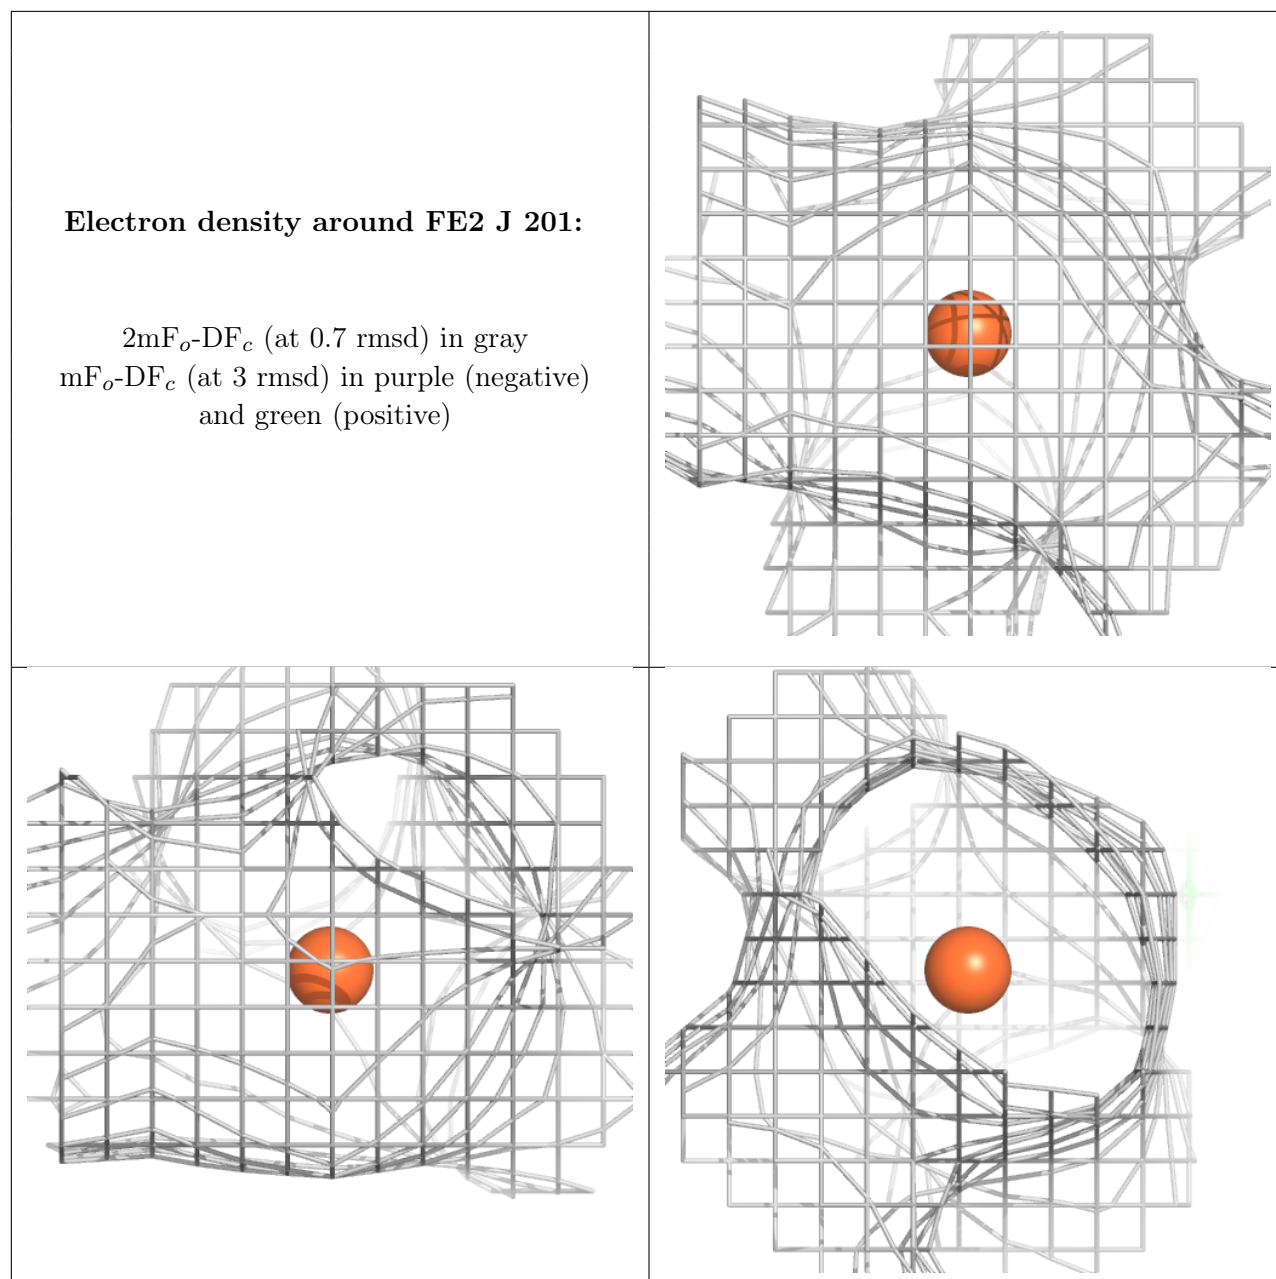 Electron density around FE2 J 201:
2mFo-DFc (at 0.7 rmsd) in gray
mFo-DFc (at 3 rmsd) in purple (negative)
and green (positive)